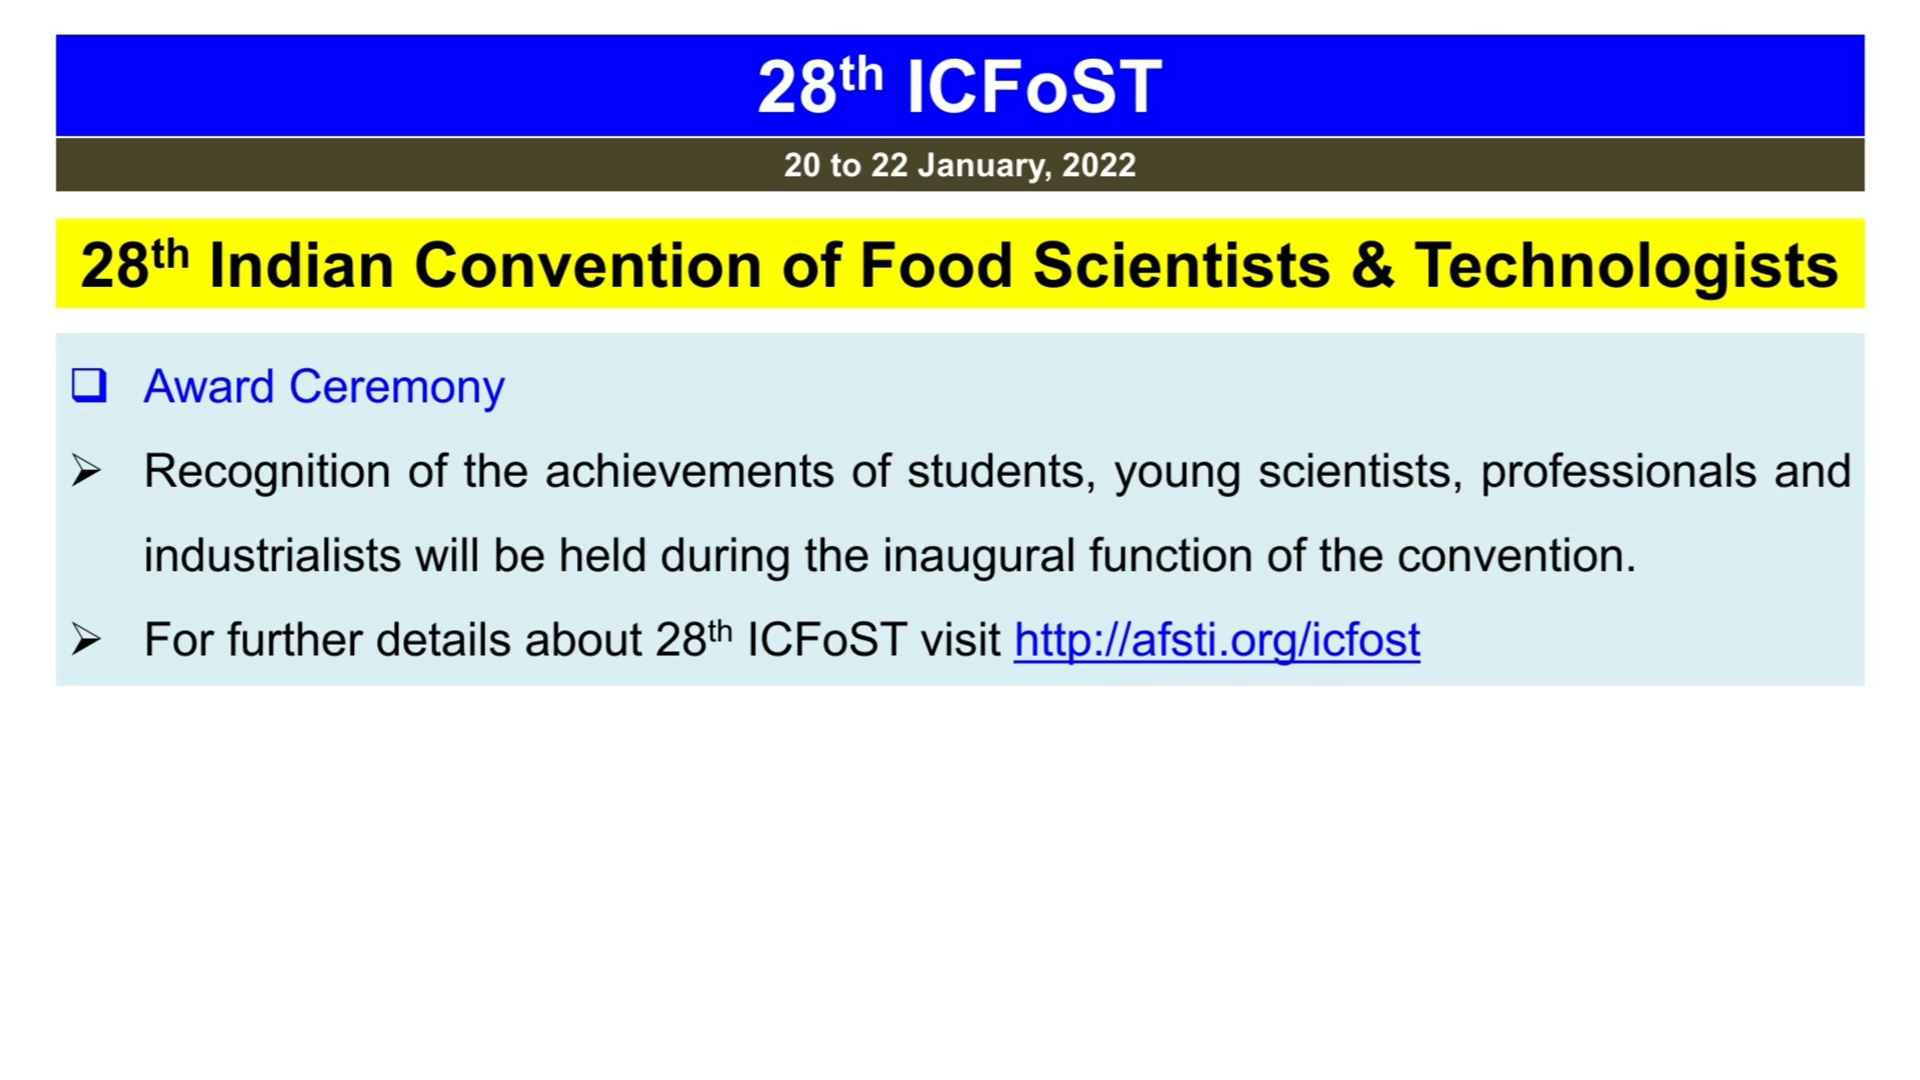 28th ICFoST
20 to 22 January, 2022
28th Indian Convention of Food Scientists & Technologists
❑ Award Ceremony
➢ Recognition of the achievements of students, young scientists, professionals and
industrialists will be held during the inaugural function of the convention.
➢ For further details about 28th ICFoST visit http://afsti.org/icfost